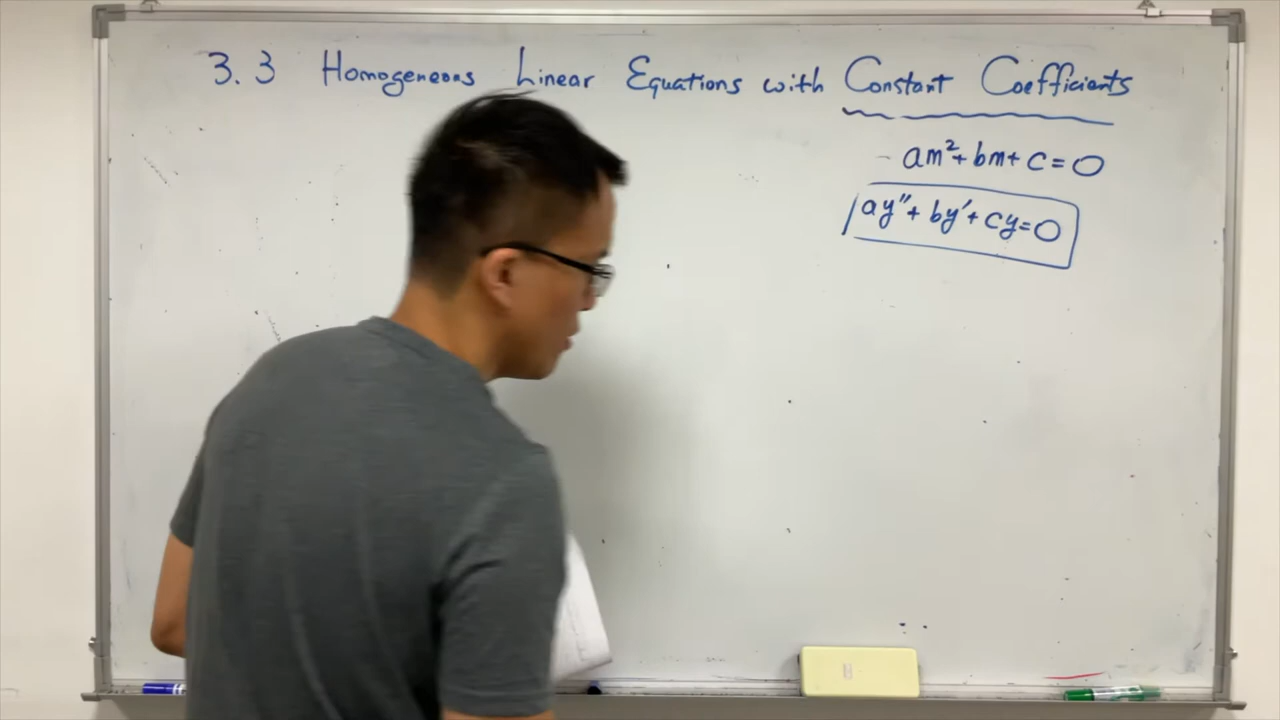 3.3 Homogeneous Linear Equations with Constant Coefficients
am²+bm+c=0
ay''+by'+cy=0